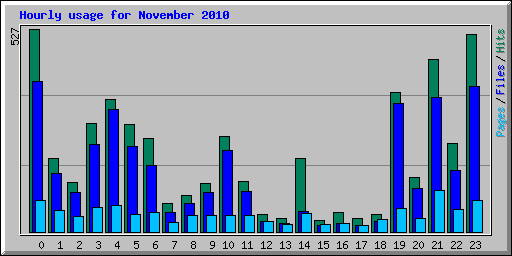 Hourly usage for November 2010
527
Pages / Files / Hits
0 1 2 3 4 5 6 7 8 9 10 11 12 13 14 15 16 17 18 19 20 21 22 23